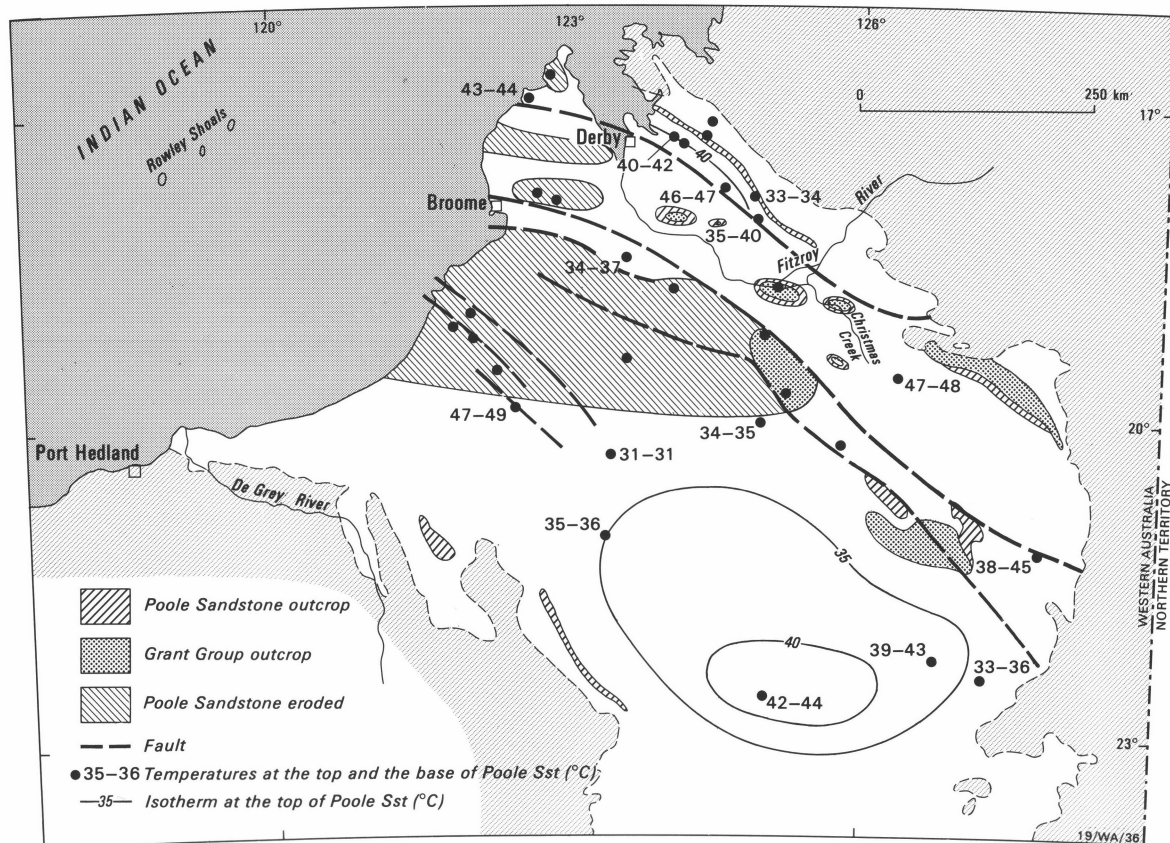 120°
123°
126°
INDIAN OCEAN
Rowley Shoals
43–44
0
250 km
17°
Derby
40
40–42
46–47
33–34
River
Broome
35–40
Fitzroy
34–37
Christmas
Creek
47–48
47–49
34–35
20°
Port Hedland
31–31
De Grey River
35–36
35
38–45
WESTERN AUSTRALIA
NORTHERN TERRITORY
Poole Sandstone outcrop
Grant Group outcrop
40
39–43
33–36
Poole Sandstone eroded
42–44
23°
Fault
35–36 Temperatures at the top and the base of Poole Sst (°C)
35 Isotherm at the top of Poole Sst (°C)
19/WA/36